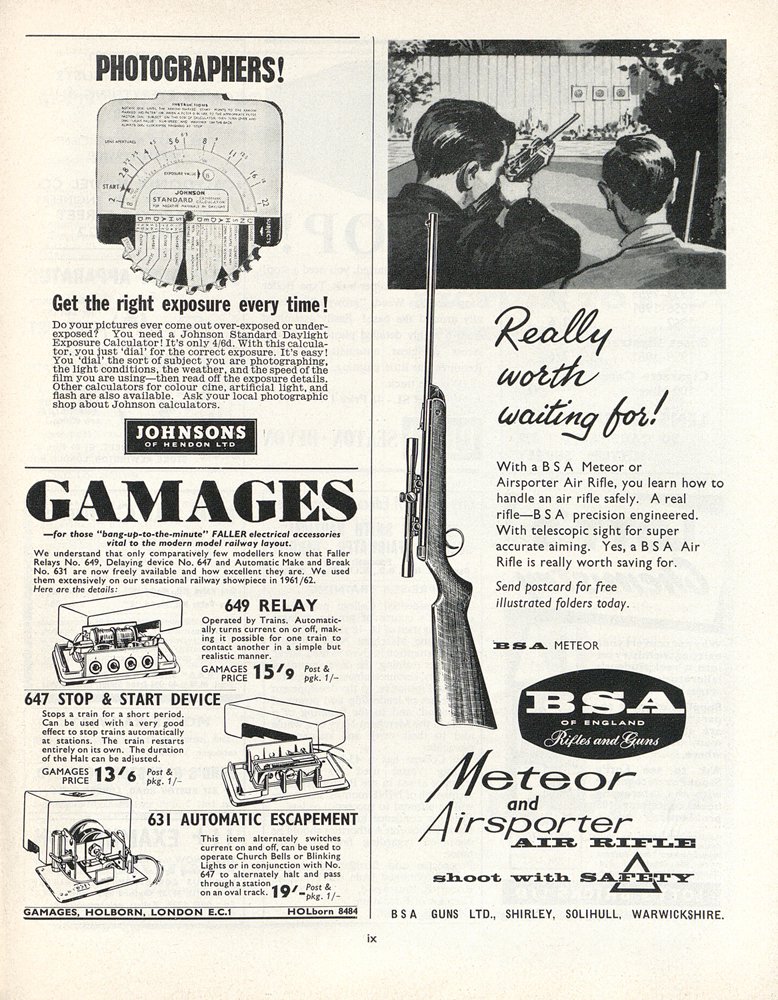 PHOTOGRAPHERS!
INSTRUCTIONS
LENS APERTURES
START
EXPOSURE VALUE
JOHNSON
STANDARD
SUBJECTS
Get the right exposure every time!
Do your pictures ever come out over-exposed or under-
exposed? You need a Johnson Standard Daylight
Exposure Calculator! It's only 4/6d. With this calcula-
tor, you just 'dial' for the correct exposure. It's easy!
You 'dial' the sort of subject you are photographing,
the light conditions, the weather, and the speed of the
film you are using—then read off the exposure details.
Other calculators for colour cine, artificial light, and
flash are also available. Ask your local photographic
shop about Johnson calculators.
JOHNSONS
OF HENDON LTD
GAMAGES
—for those "bang-up-to-the-minute" FALLER electrical accessories
vital to the modern model railway layout.
We understand that only comparatively few modellers know that Faller
Relays No. 649, Delaying device No. 647 and Automatic Make and Break
No. 631 are now freely available and how excellent they are. We used
them extensively on our sensational railway showpiece in 1961/62.
Here are the details:
649 RELAY
Operated by Trains. Automatic-
ally turns current on or off, mak-
ing it possible for one train to
contact another in a simple but
realistic manner.
GAMAGES PRICE 15/9 Post & pgk. 1/-
647 STOP & START DEVICE
Stops a train for a short period.
Can be used with a very good
effect to stop trains automatically
at stations. The train restarts
entirely on its own. The duration
of the Halt can be adjusted.
GAMAGES PRICE 13/6 Post & pkg. 1/-
631 AUTOMATIC ESCAPEMENT
This item alternately switches
current on and off, can be used to
operate Church Bells or Blinking
Lights or in conjunction with No.
647 to alternately halt and pass
through a station
on an oval track. 19/- Post & pkg. 1/-
GAMAGES, HOLBORN, LONDON E.C.1 HOLborn 8484
Really
worth
waiting for!
With a BSA Meteor or
Airsporter Air Rifle, you learn how to
handle an air rifle safely. A real
rifle—BSA precision engineered.
With telescopic sight for super
accurate aiming. Yes, a BSA Air
Rifle is really worth saving for.
Send postcard for free
illustrated folders today.
BSA METEOR
BSA
OF ENGLAND
Rifles and Guns
Meteor
and
Airsporter
AIR RIFLE
shoot with SAFETY
BSA GUNS LTD., SHIRLEY, SOLIHULL, WARWICKSHIRE.
ix